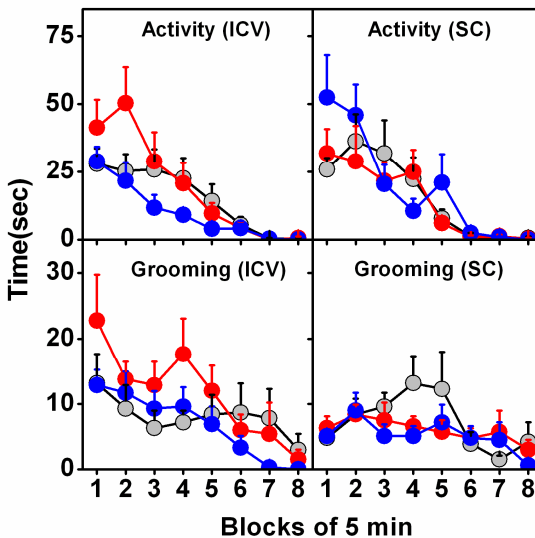 Activity (ICV)
Activity (SC)
75
50
25
0
Time(sec)
Grooming (ICV)
Grooming (SC)
30
20
10
0
1 2 3 4 5 6 7 8
1 2 3 4 5 6 7 8
Blocks of 5 min